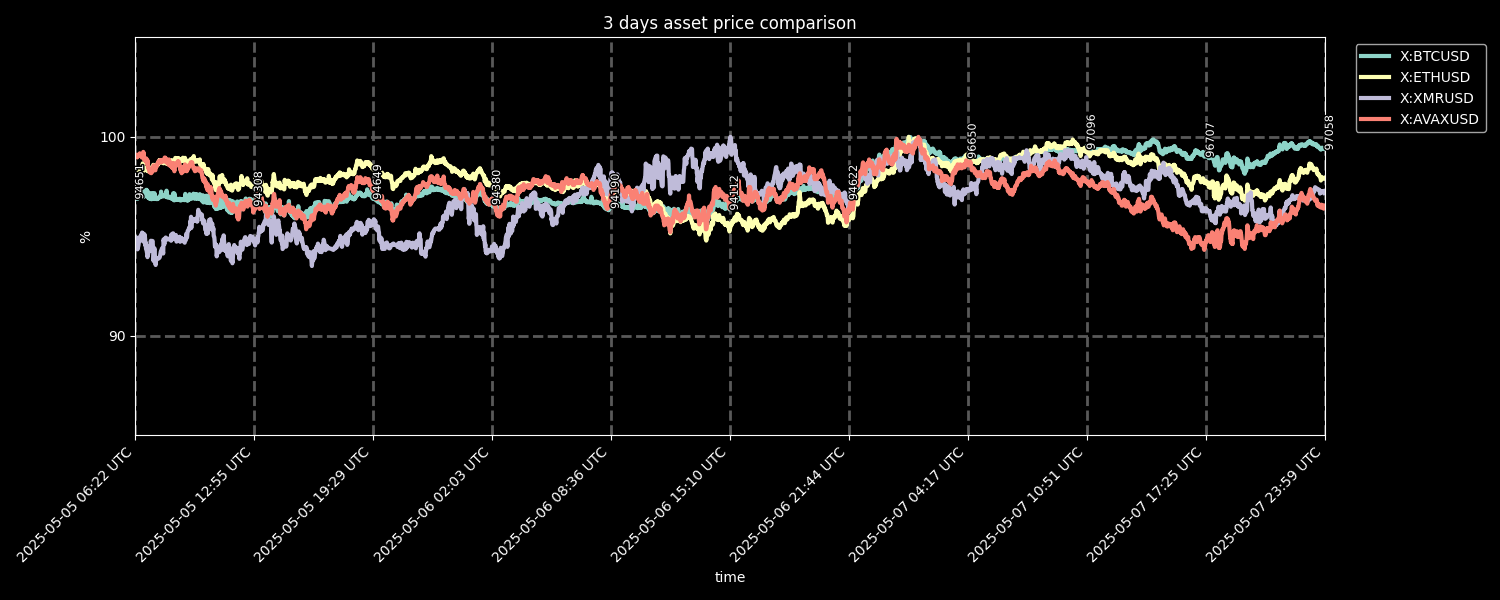 3 days asset price comparison
X:BTCUSD
X:ETHUSD
X:XMRUSD
X:AVAXUSD
100
90
%
94308
94649
94380
94190
94112
94622
96650
97096
96707
97058
2025-05-05 06:22 UTC
2025-05-05 12:55 UTC
2025-05-05 19:29 UTC
2025-05-06 02:03 UTC
2025-05-06 08:36 UTC
2025-05-06 15:10 UTC
2025-05-06 21:44 UTC
2025-05-07 04:17 UTC
2025-05-07 10:51 UTC
2025-05-07 17:25 UTC
2025-05-07 23:59 UTC
time